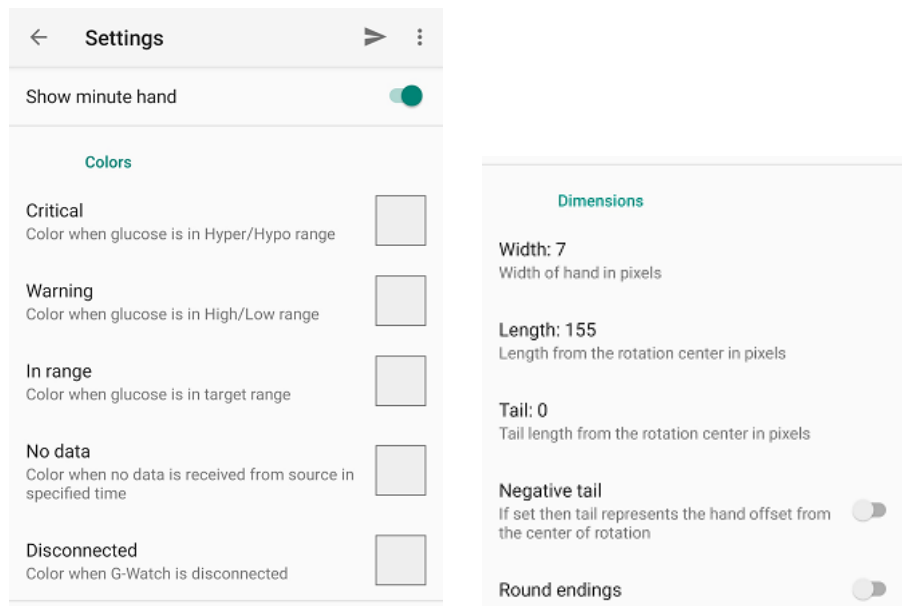 Settings
Show minute hand
Colors
Critical
Color when glucose is in Hyper/Hypo range
Warning
Color when glucose is in High/Low range
In range
Color when glucose is in target range
No data
Color when no data is received from source in
specified time
Disconnected
Color when G-Watch is disconnected
Dimensions
Width: 7
Width of hand in pixels
Length: 155
Length from the rotation center in pixels
Tail: 0
Tail length from the rotation center in pixels
Negative tail
If set then tail represents the hand offset from
the center of rotation
Round endings